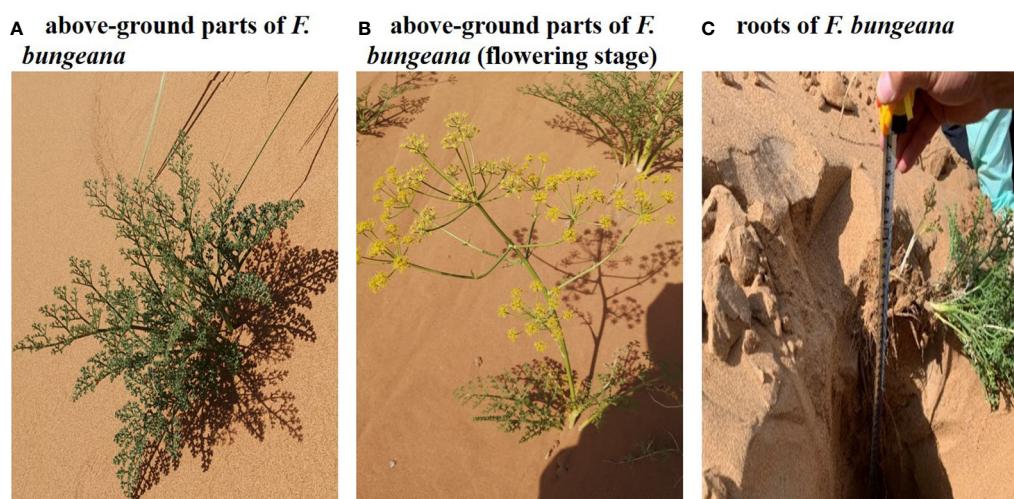 A above-ground parts of F.
bungeana
B above-ground parts of F.
bungeana (flowering stage)
C roots of F. bungeana